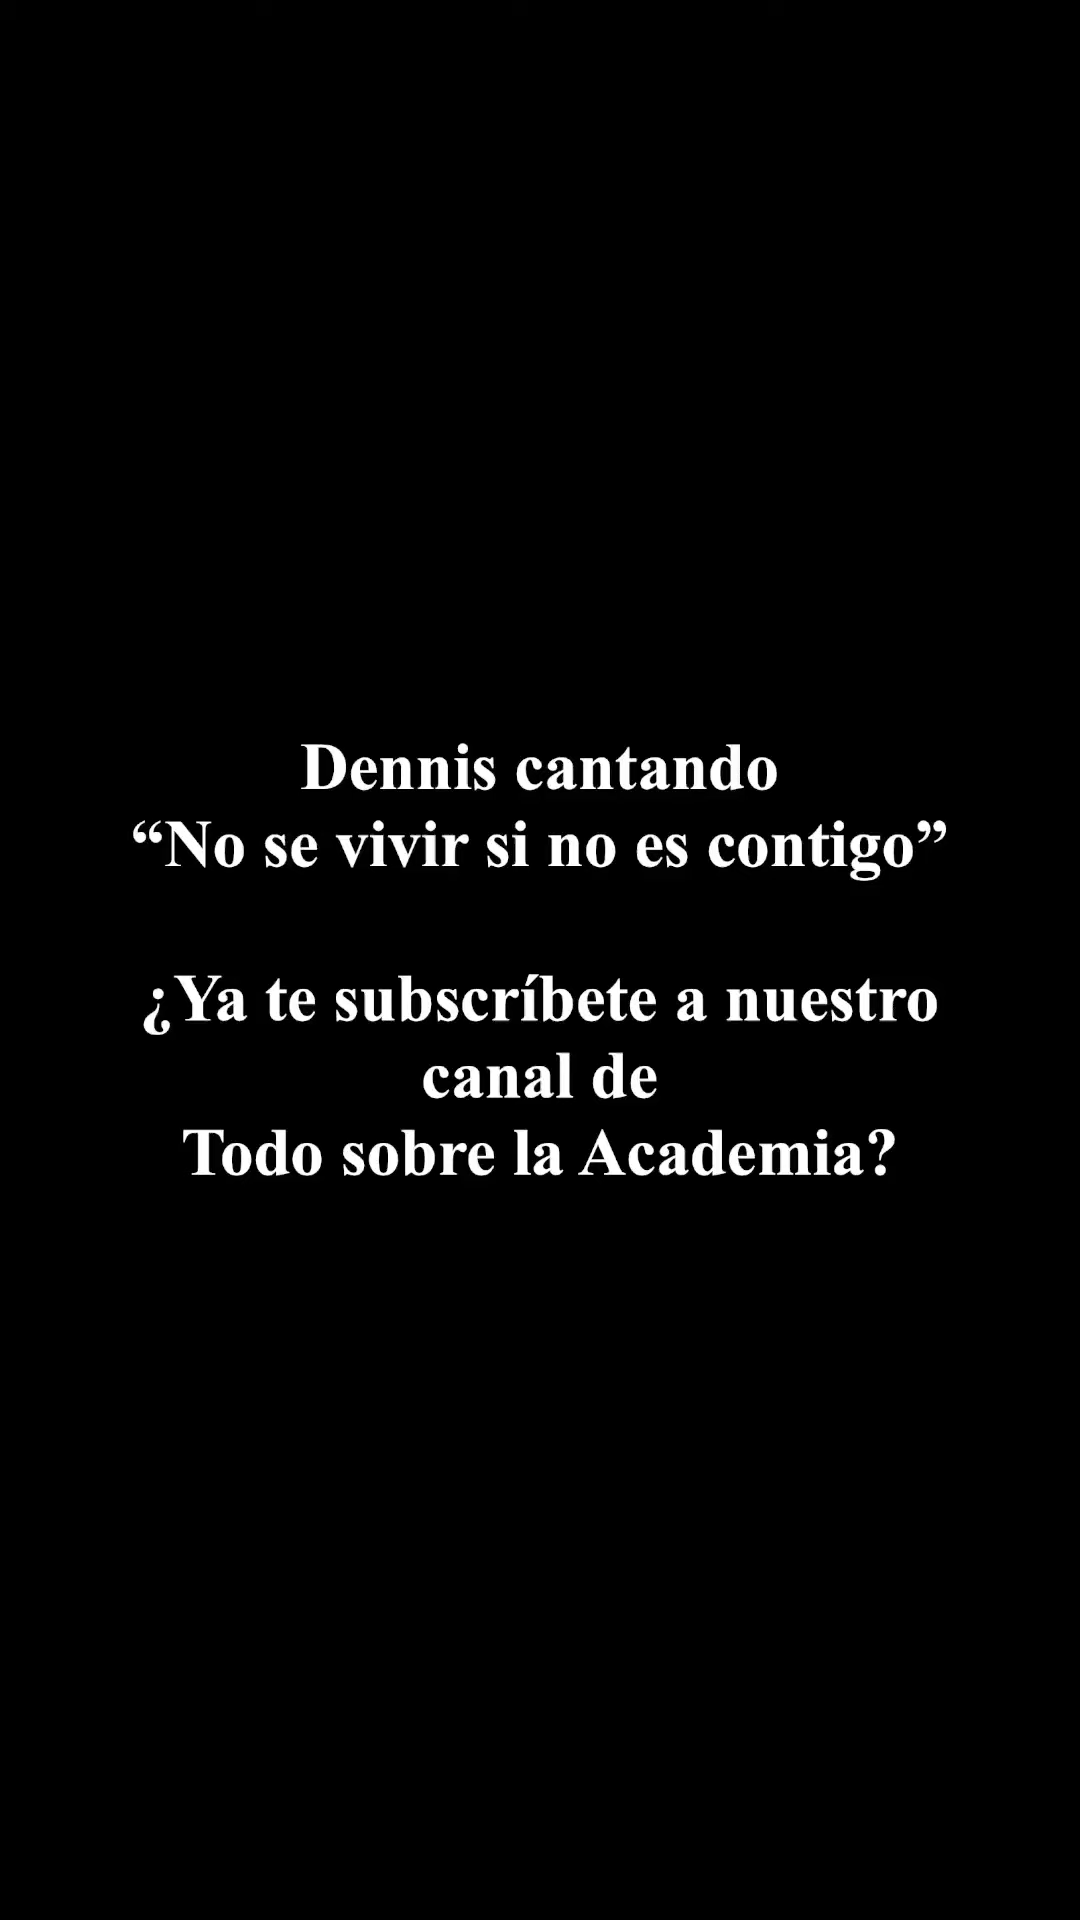 Dennis cantando
“No se vivir si no es contigo”
¿Ya te subscríbete a nuestro
canal de
Todo sobre la Academia?